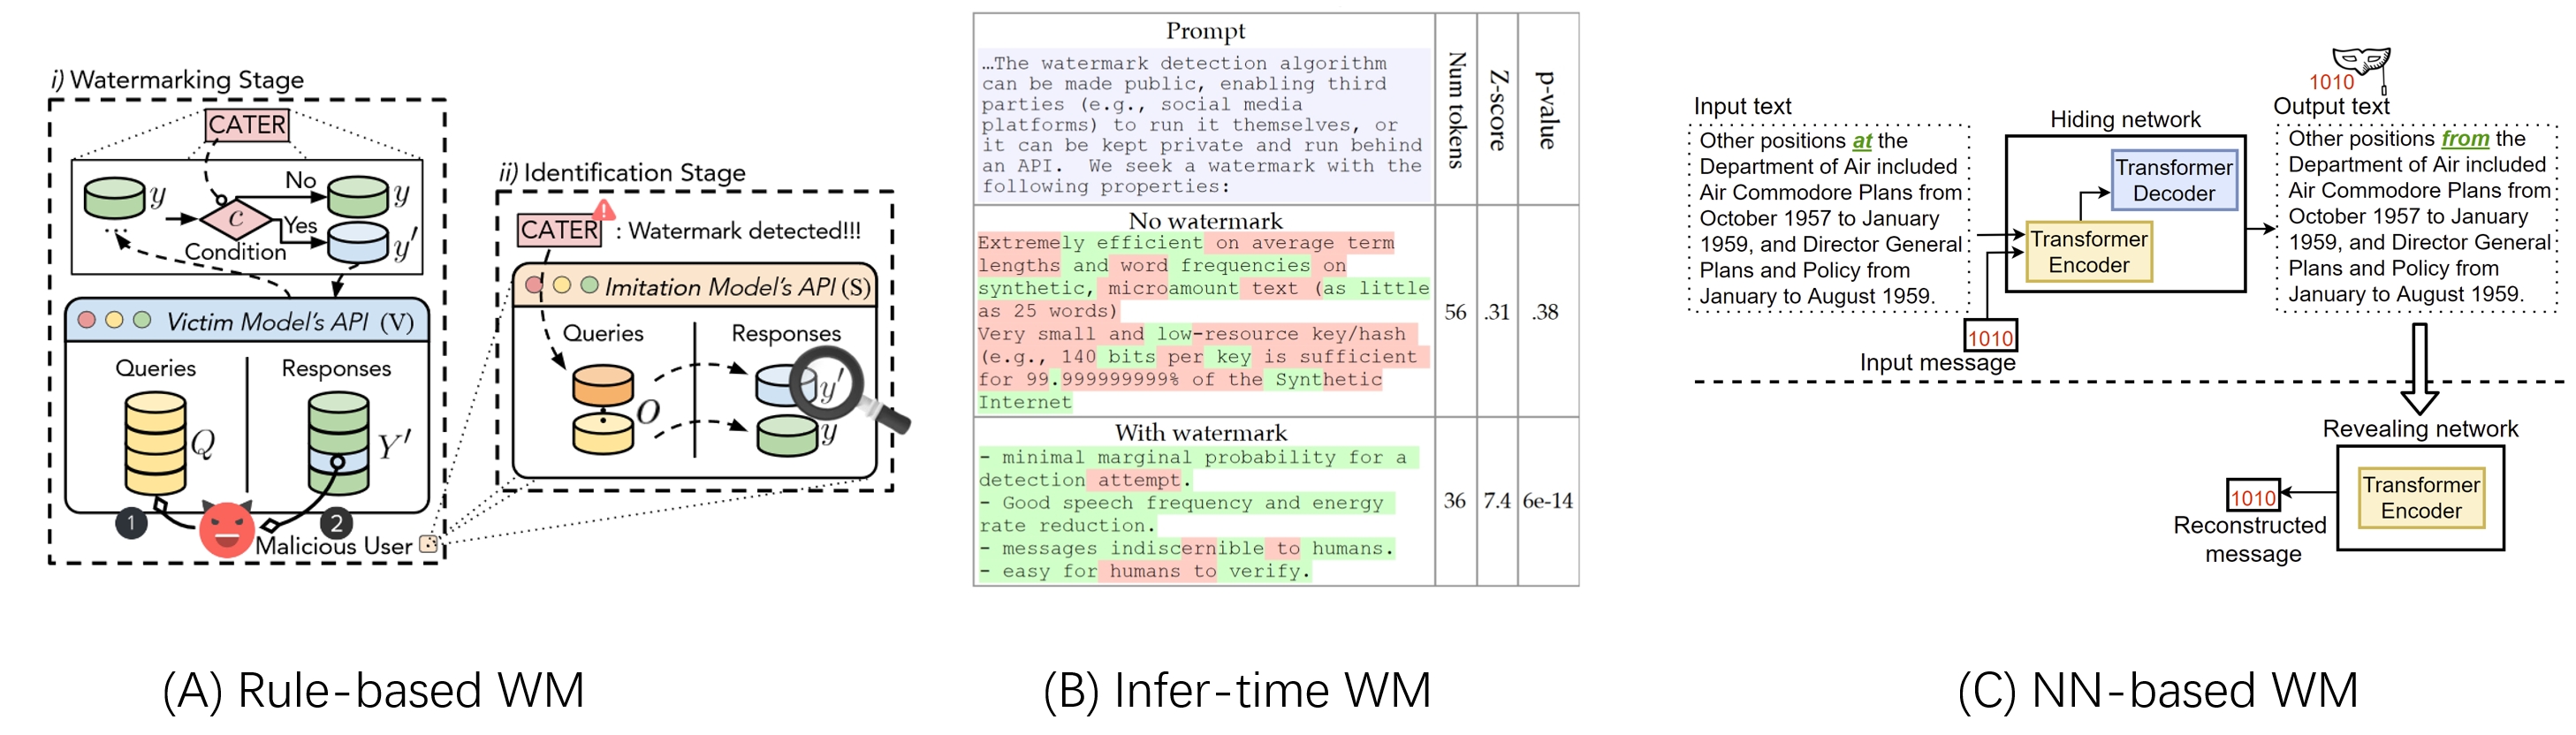 i) Watermarking Stage
CATER
y
No
y
c
Yes
y′
...
Condition
Victim Model's API (V)
Queries
Responses
Q
Y′
1
2
Malicious User
ii) Identification Stage
CATER : Watermark detected!!!
Imitation Model's API (S)
Queries
Responses
O
y′
y
(A) Rule-based WM
Prompt
Num tokens
Z-score
p-value
…The watermark detection algorithm
can be made public, enabling third
parties (e.g., social media
platforms) to run it themselves, or
it can be kept private and run behind
an API. We seek a watermark with the
following properties:
No watermark
Extremely efficient on average term
lengths and word frequencies on
synthetic, microamount text (as little
as 25 words)
Very small and low-resource key/hash
(e.g., 140 bits per key is sufficient
for 99.999999999% of the Synthetic
Internet
56
.31
.38
With watermark
- minimal marginal probability for a
detection attempt.
- Good speech frequency and energy
rate reduction.
- messages indiscernible to humans.
- easy for humans to verify.
36
7.4
6e-14
(B) Infer-time WM
Input text
Other positions at the
Department of Air included
Air Commodore Plans from
October 1957 to January
1959, and Director General
Plans and Policy from
January to August 1959.
1010
Input message
Hiding network
Transformer
Decoder
Transformer
Encoder
1010
Output text
Other positions from the
Department of Air included
Air Commodore Plans from
October 1957 to January
1959, and Director General
Plans and Policy from
January to August 1959.
Revealing network
Transformer
Encoder
1010
Reconstructed
message
(C) NN-based WM